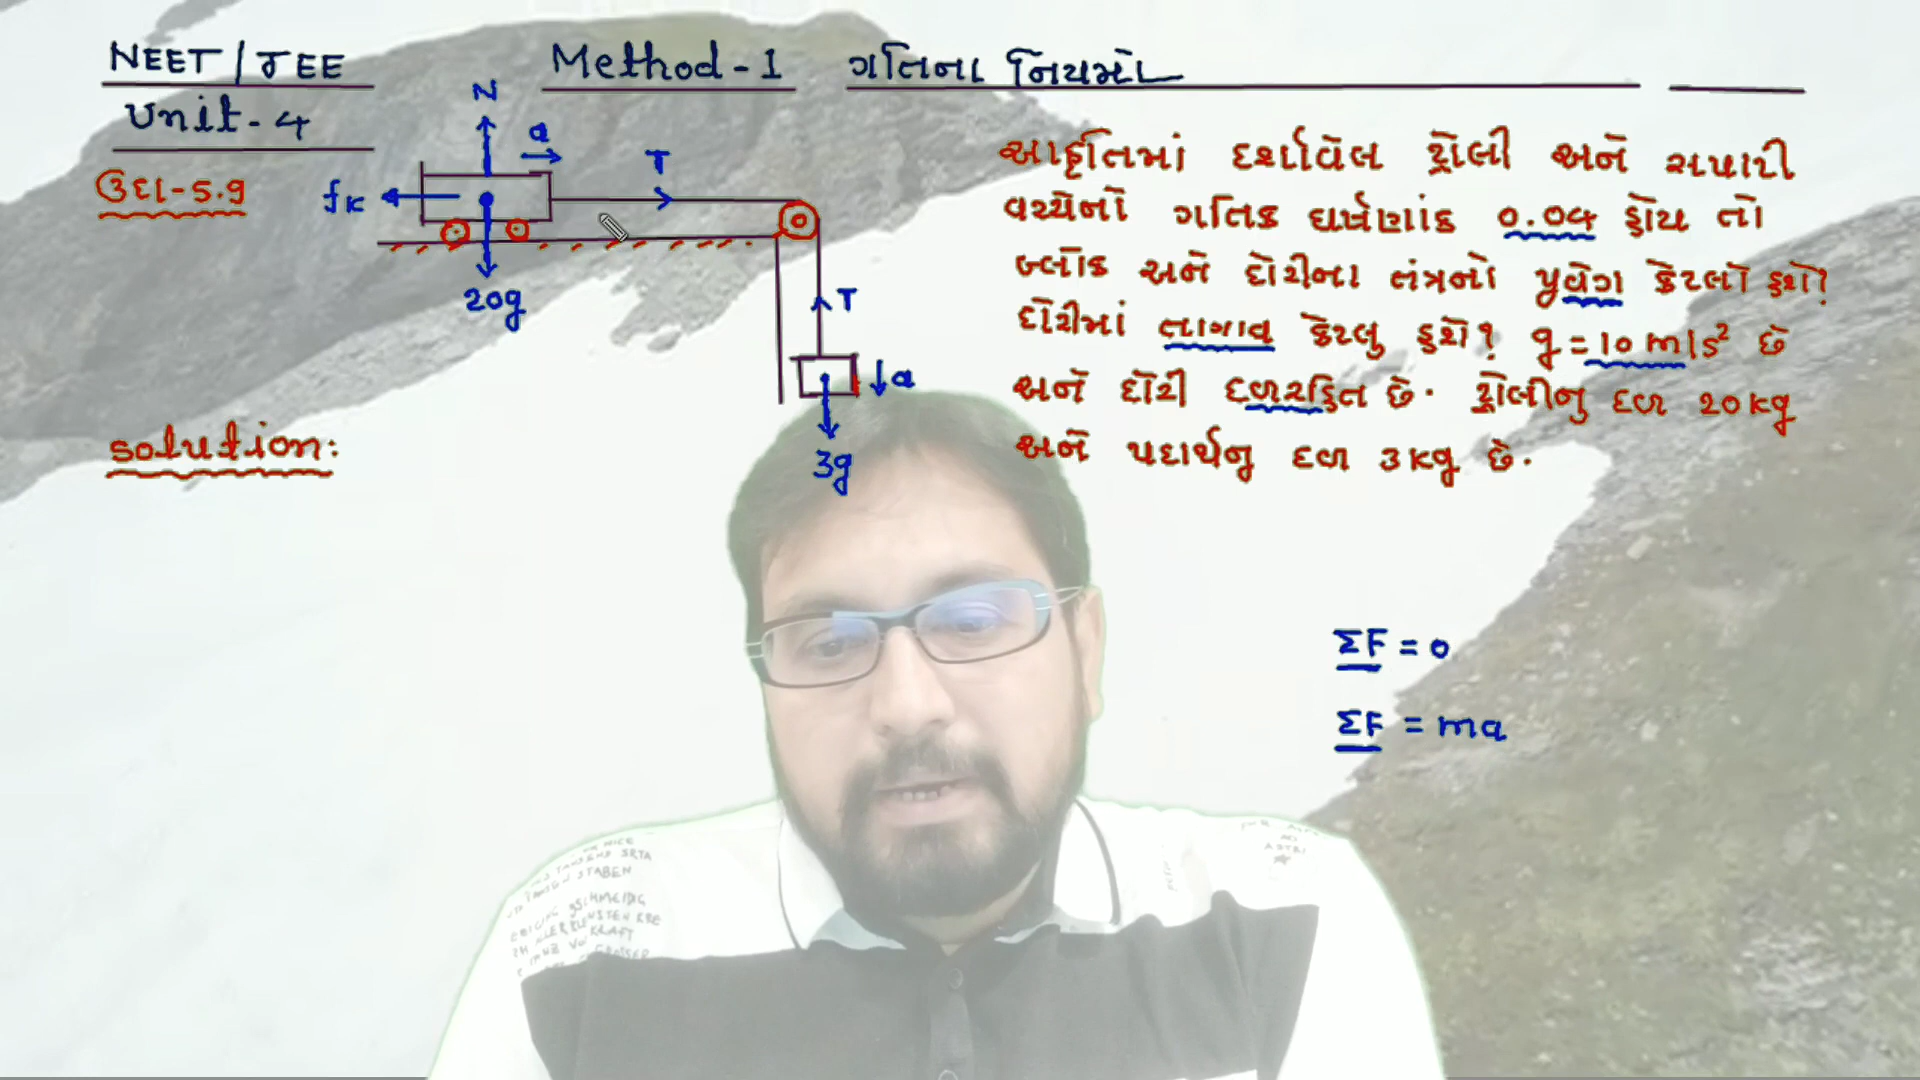 NEET/JEE Method-1 ગતિના નિયમો
Unit-4
ઉદા-5.9
N
a
T
fk
20g
T
a
3g
આકૃતિમાં દર્શાવેલ ટ્રોલી અને સપાટી
વચ્ચેનો ગતિક ઘર્ષણાંક 0.04 હોય તો
બ્લોક અને દોરીના તંત્રનો પ્રવેગ કેટલો હશે?
દોરીમાં તાણાવ કેટલુ હશે? g=10 m/s² છે
અને દોરી દળરહિત છે. ટ્રોલીનુ દળ 20kg
અને પદાર્થનુ દળ 3kg છે.
solution:
ΣF = 0
ΣF = ma
STABEN
KRAFT